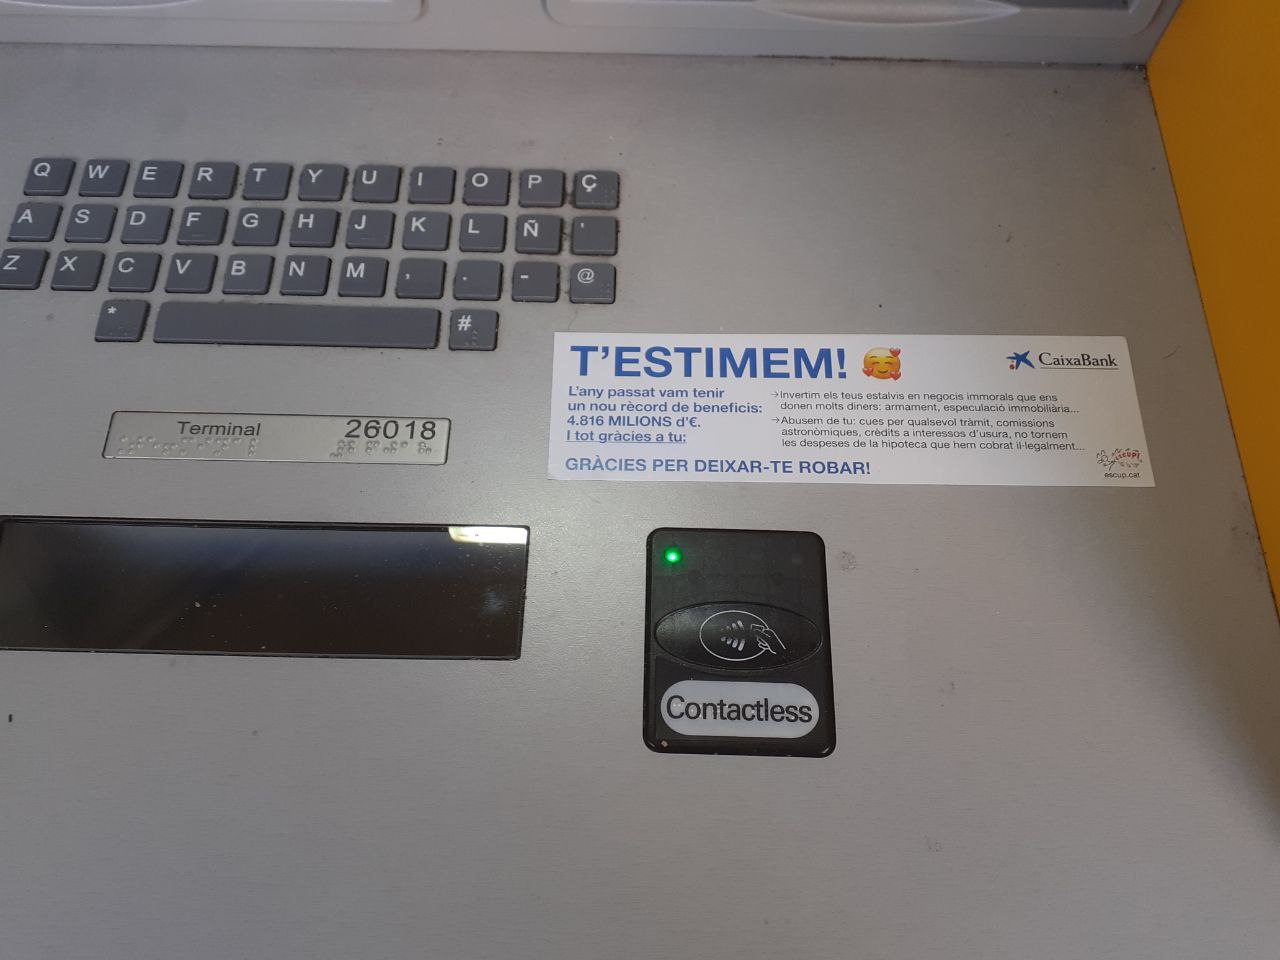 Q W E R T Y U I O P Ç
A S D F G H J K L Ñ '
Z X C V B N M , . - @
* #
T'ESTIMEM! 🥰
CaixaBank
L'any passat vam tenir
un nou rècord de beneficis:
4.816 MILIONS d'€.
I tot gràcies a tu:
→Invertim els teus estalvis en negocis immorals que ens
donen molts diners: armament, especulació immobiliària...
→Abusem de tu: cues per qualsevol tràmit, comissions
astronòmiques, crèdits a interessos d'usura, no tornem
les despeses de la hipoteca que hem cobrat il·legalment...
GRÀCIES PER DEIXAR-TE ROBAR!
escupt
escup.cat
Terminal 26018
Contactless